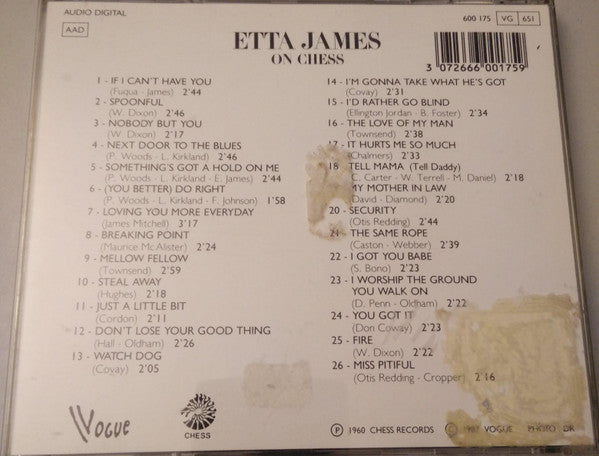 AUDIO DIGITAL
AAD
600 175 VG 651
ETTA JAMES
ON CHESS
3 072666 001759
1 - IF I CAN'T HAVE YOU
(Fuqua - James) 2'44
2 - SPOONFUL
(W. Dixon) 2'46
3 - NOBODY BUT YOU
(W. Dixon) 2'17
4 - NEXT DOOR TO THE BLUES
(P. Woods - L. Kirkland) 2'46
5 - SOMETHING'S GOT A HOLD ON ME
(P. Woods - L. Kirkland - E. James) 2'44
6 - (YOU BETTER) DO RIGHT
(P. Woods - L. Kirkland - F. Johnson) 1'58
7 - LOVING YOU MORE EVERYDAY
(James Mitchell) 3'17
8 - BREAKING POINT
(Maurice McAlister) 2'24
9 - MELLOW FELLOW
(Townsend) 2'59
10 - STEAL AWAY
(Hughes) 2'18
11 - JUST A LITTLE BIT
(Cordon) 2'11
12 - DON'T LOSE YOUR GOOD THING
(Hall - Oldham) 2'26
13 - WATCH DOG
(Covay) 2'05
14 - I'M GONNA TAKE WHAT HE'S GOT
(Covay) 2'31
15 - I'D RATHER GO BLIND
(Ellington Jordan - B. Foster) 2'34
16 - THE LOVE OF MY MAN
(Townsend) 2'38
17 - IT HURTS ME SO MUCH
(Chalmers) 2'33
18 - TELL MAMA (Tell Daddy)
C. Carter - W. Terrell - M. Daniel) 2'18
MY MOTHER IN LAW
David - Diamond) 2'20
20 - SECURITY
(Otis Redding) 2'44
21 - THE SAME ROPE
(Caston - Webber) 2'39
22 - I GOT YOU BABE
(S. Bono) 2'23
23 - I WORSHIP THE GROUND
YOU WALK ON
(D. Penn - Oldham) 2'22
24 - YOU GOT IT
(Don Coway) 2'23
25 - FIRE
(W. Dixon) 2'22
26 - MISS PITIFUL
(Otis Redding - Cropper) 2'16
VOGUE
CHESS
Ⓟ 1960 CHESS RECORDS © 1987 VOGUE PHOTO DR